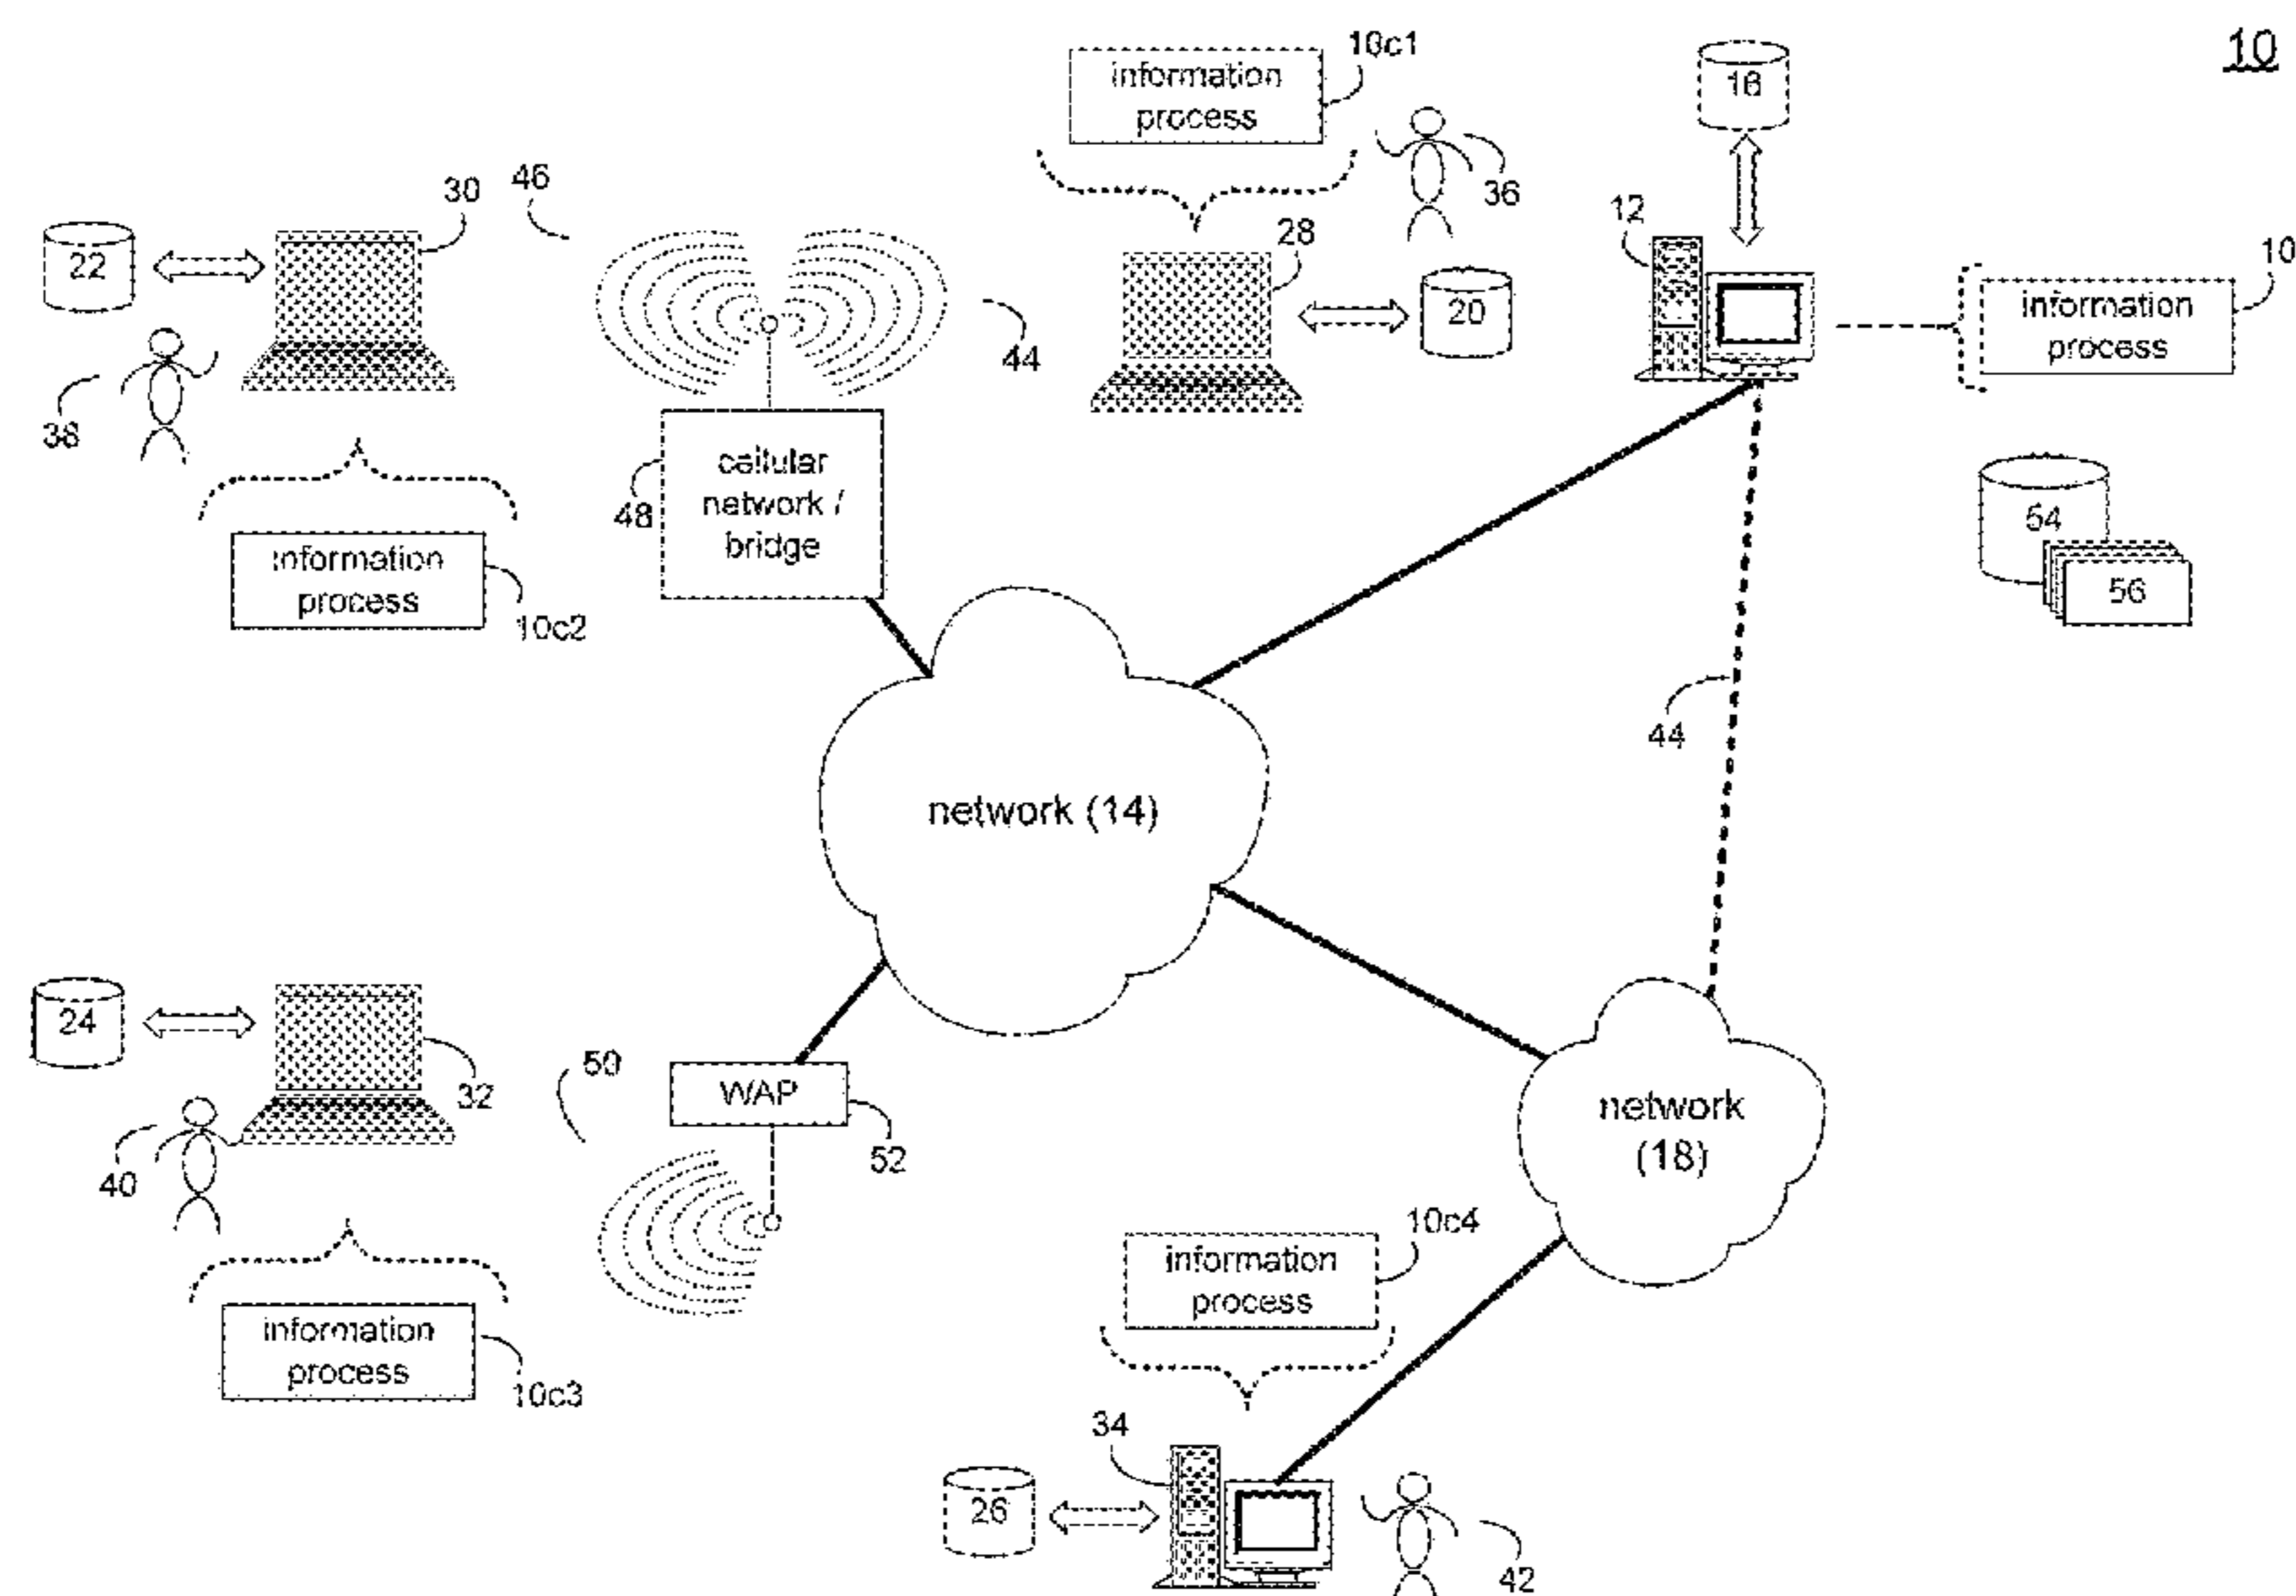 10
10c1
information
process
16
36
30
46
22
28
12
10
20
information
process
44
38
cellular
network /
bridge
48
54
56
information
process
10c2
44
network (14)
24
32
50
WAP
52
40
network
(18)
10c4
information
process
information
process
10c3
34
26
42